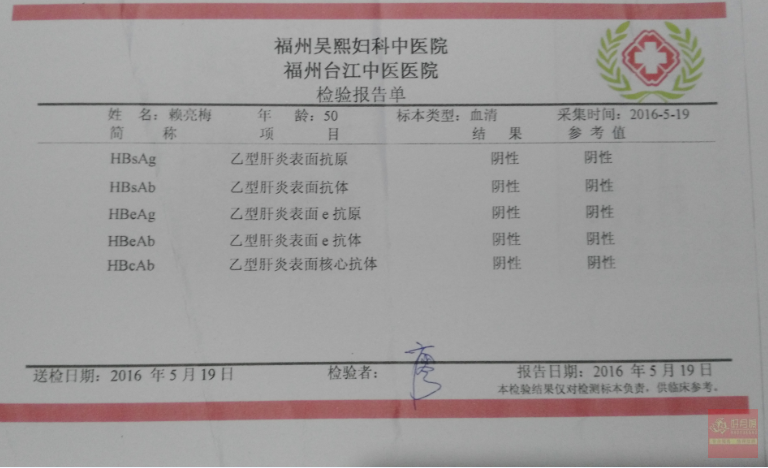 福州吴熙妇科中医院
福州台江中医医院
检验报告单
姓 名：赖亮梅 年 龄：50 标本类型：血清 采集时间：2016-5-19
简 称 项 目 结 果 参 考 值
HBsAg 乙型肝炎表面抗原 阴性 阴性
HBsAb 乙型肝炎表面抗体 阴性 阴性
HBeAg 乙型肝炎表面 e 抗原 阴性 阴性
HBeAb 乙型肝炎表面 e 抗体 阴性 阴性
HBcAb 乙型肝炎表面核心抗体 阴性 阴性
送检日期：2016 年 5 月 19 日 检验者： 报告日期：2016 年 5 月 19 日
本检验结果仅对检测标本负责，供临床参考。